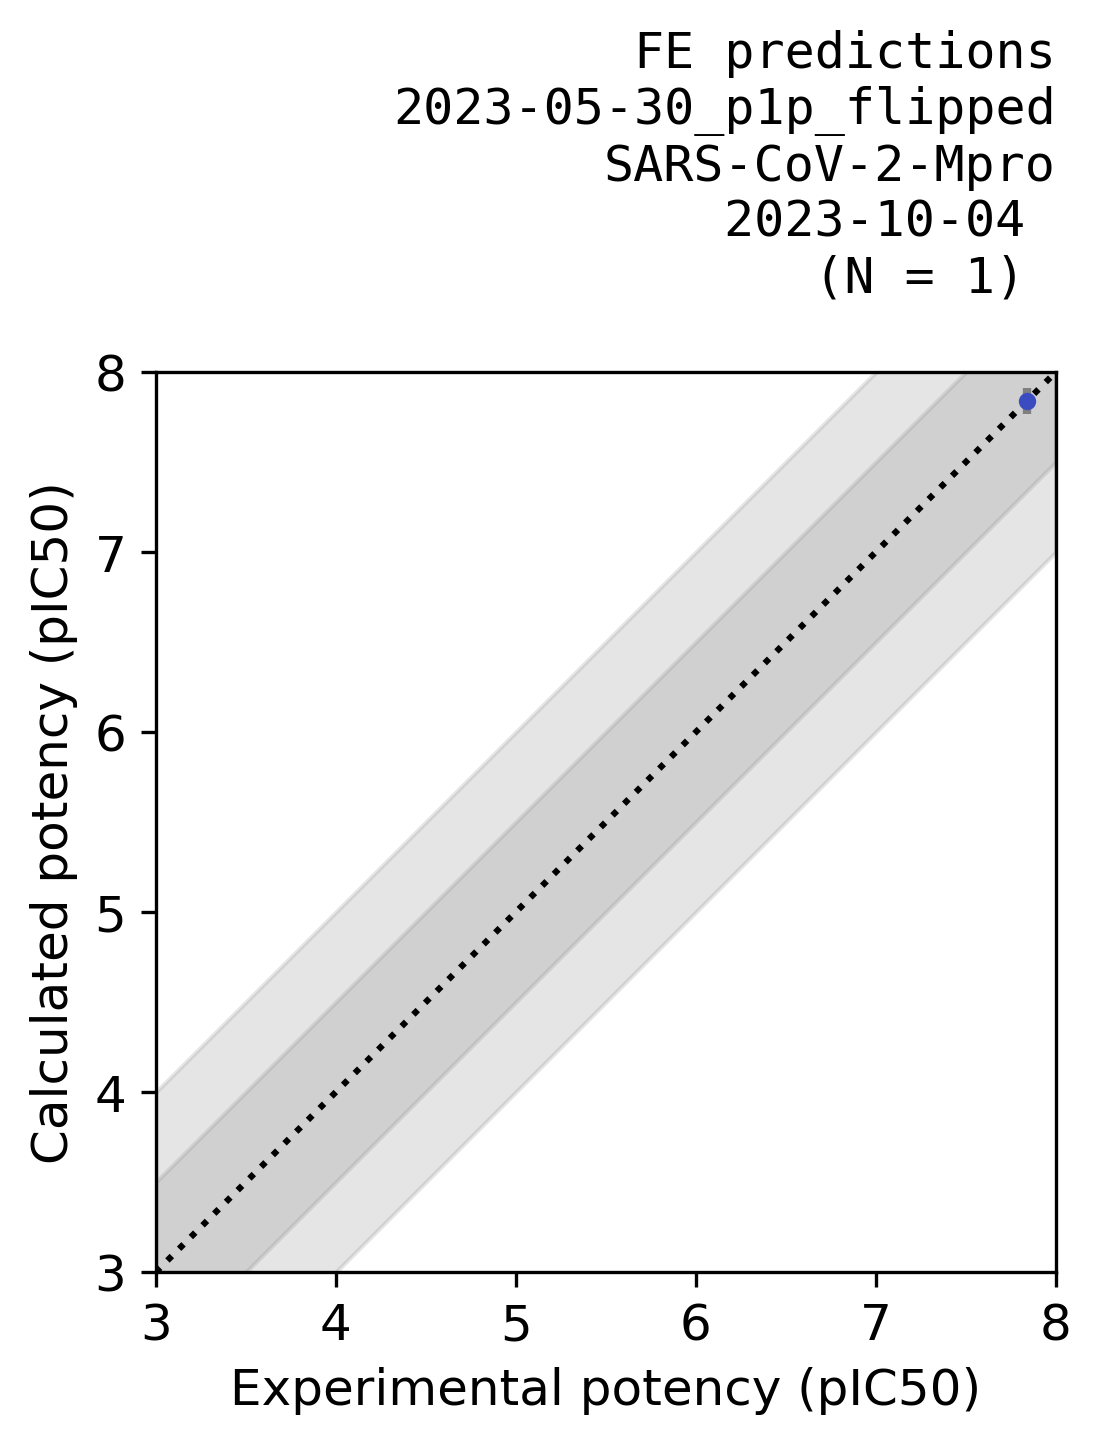 FE predictions
2023-05-30_p1p_flipped
SARS-CoV-2-Mpro
2023-10-04
(N = 1)
8
7
6
5
4
3
Calculated potency (pIC50)
3 4 5 6 7 8
Experimental potency (pIC50)